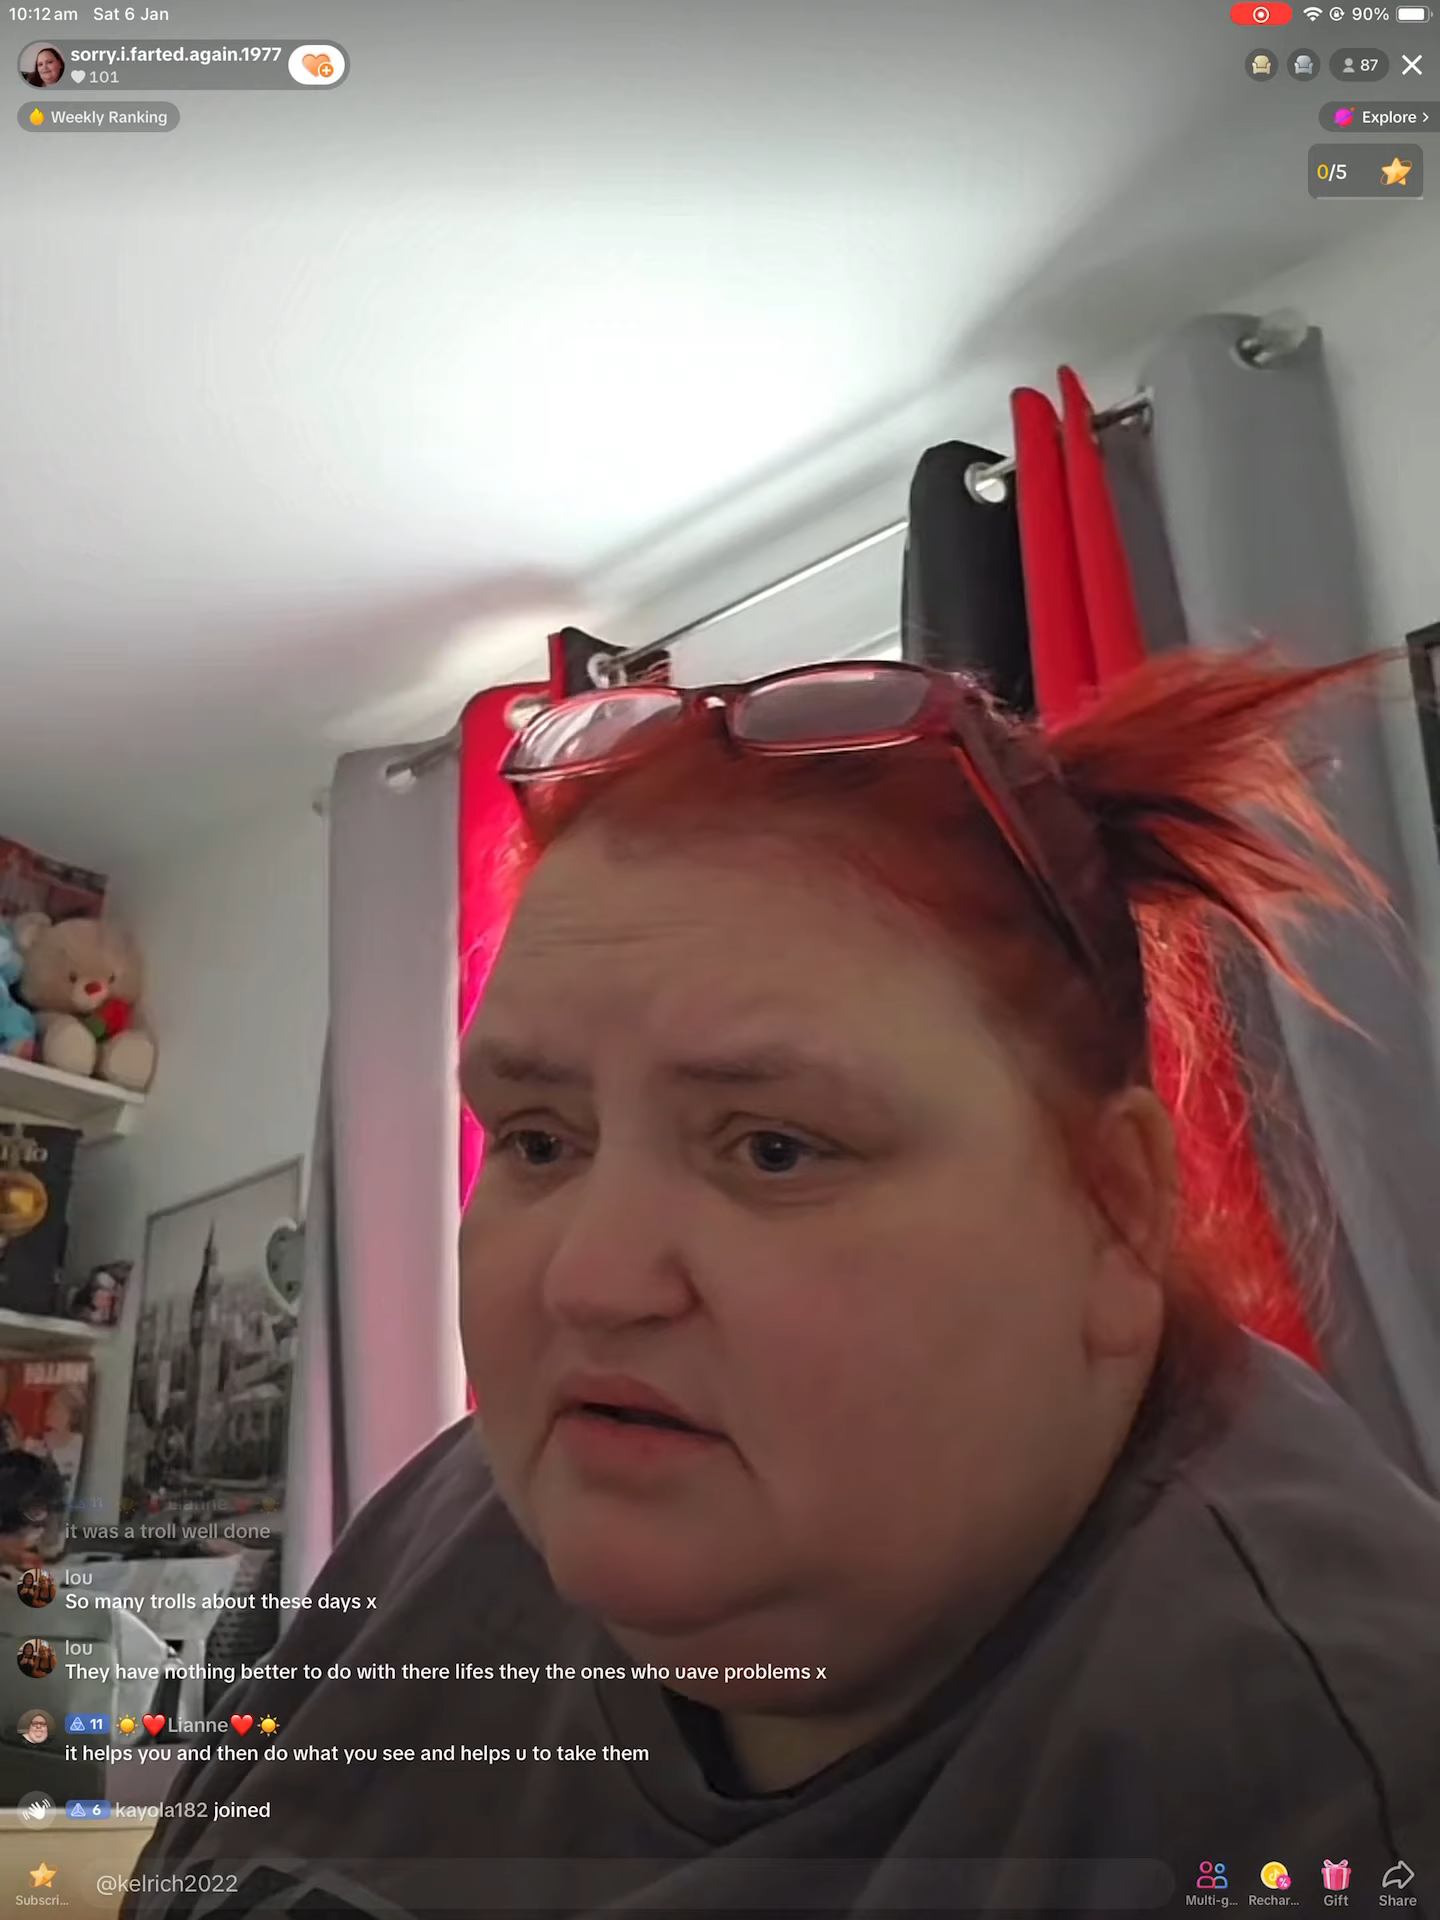 10:12 am Sat 6 Jan
90%
sorry.i.farted.again.1977
101
87
Weekly Ranking
Explore >
0/5
11 ☀️❤️Lianne❤️☀️
it was a troll well done
lou
So many trolls about these days x
lou
They have nothing better to do with there lifes they the ones who uave problems x
11 ☀️❤️Lianne❤️☀️
it helps you and then do what you see and helps u to take them
6 kayola182 joined
@kelrich2022
Subscri...
Multi-g...
Rechar...
Gift
Share